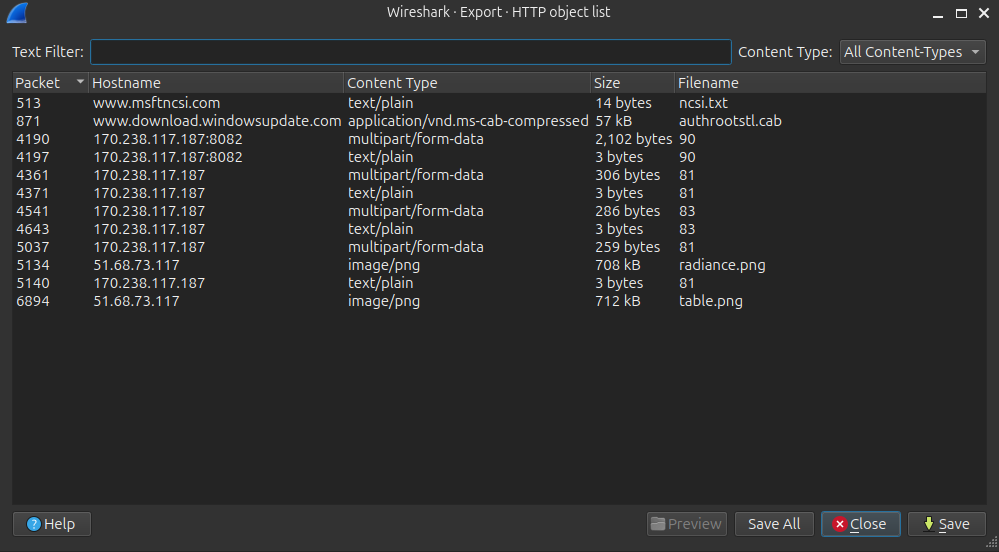 Wireshark · Export · HTTP object list
Text Filter: Content Type: All Content-Types
Packet Hostname Content Type Size Filename
513 www.msftncsi.com text/plain 14 bytes ncsi.txt
871 www.download.windowsupdate.com application/vnd.ms-cab-compressed 57 kB authrootstl.cab
4190 170.238.117.187:8082 multipart/form-data 2,102 bytes 90
4197 170.238.117.187:8082 text/plain 3 bytes 90
4361 170.238.117.187 multipart/form-data 306 bytes 81
4371 170.238.117.187 text/plain 3 bytes 81
4541 170.238.117.187 multipart/form-data 286 bytes 83
4643 170.238.117.187 text/plain 3 bytes 83
5037 170.238.117.187 multipart/form-data 259 bytes 81
5134 51.68.73.117 image/png 708 kB radiance.png
5140 170.238.117.187 text/plain 3 bytes 81
6894 51.68.73.117 image/png 712 kB table.png
Help Preview Save All Close Save